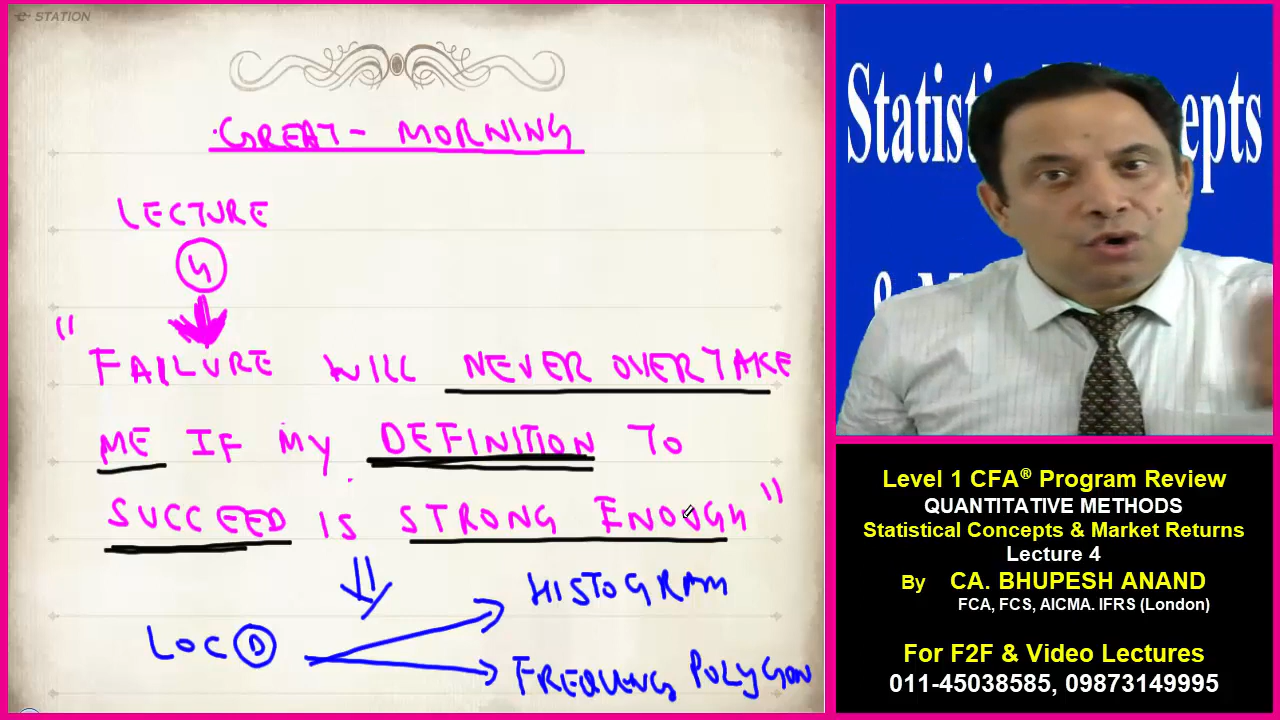 e-STATION
GREAT- MORNING
LECTURE
4
"FAILURE WILL NEVER OVERTAKE
ME IF MY DEFINITION TO
SUCCEED IS STRONG ENOUGH"
HISTOGRAM
LOC D
FREQUENCY POLYGON
Statisti epts
& M
Level 1 CFA® Program Review
QUANTITATIVE METHODS
Statistical Concepts & Market Returns
Lecture 4
By CA. BHUPESH ANAND
FCA, FCS, AICMA. IFRS (London)
For F2F & Video Lectures
011-45038585, 09873149995